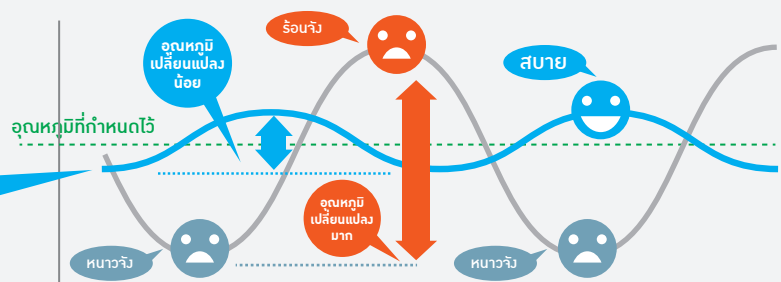 ร้อนจัง
อุณหภูมิ
เปลี่ยนแปลง
น้อย
สบาย
อุณหภูมิที่กำหนดไว้
อุณหภูมิ
เปลี่ยนแปลง
มาก
หนาวจัง
หนาวจัง